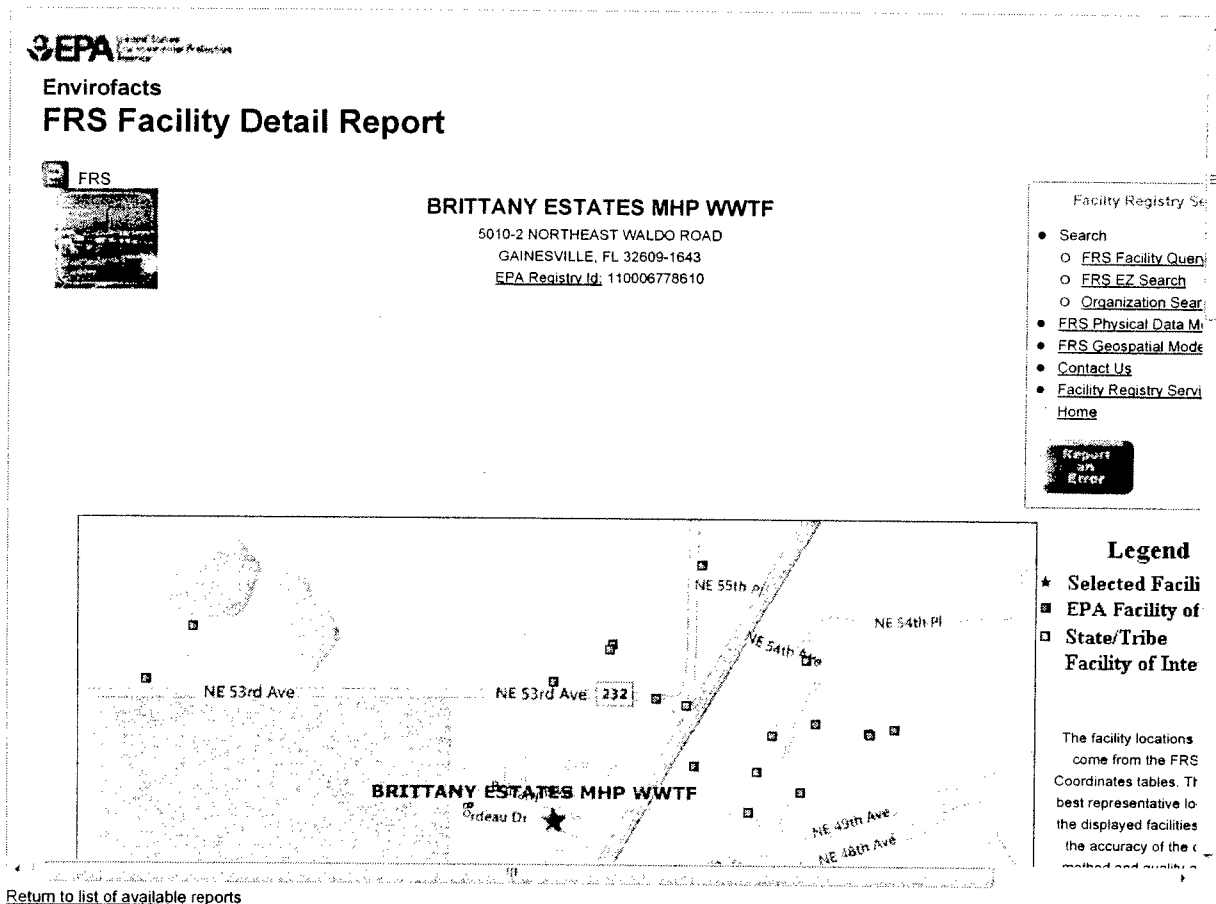 EPA
Envirofacts
FRS Facility Detail Report
FRS
BRITTANY ESTATES MHP WWTF
5010-2 NORTHEAST WALDO ROAD
GAINESVILLE, FL 32609-1643
EPA Registry Id: 110006778610
Facility Registry Se
Search
FRS Facility Query
FRS EZ Search
Organization Sear
FRS Physical Data M
FRS Geospatial Mode
Contact Us
Facility Registry Servi
Home
Report
an
Error
NE 55th Pl
NE 54th Pl
NE 54th Ave
NE 53rd Ave
NE 53rd Ave
232
BRITTANY ESTATES MHP WWTF
ordeau Dr
NE 49th Ave
NE 48th Ave
Legend
Selected Facili
EPA Facility of
State/Tribe
Facility of Inte
The facility locations
come from the FRS
Coordinates tables. Th
best representative lo
the displayed facilities
the accuracy of the c
method and quality
Return to list of available reports